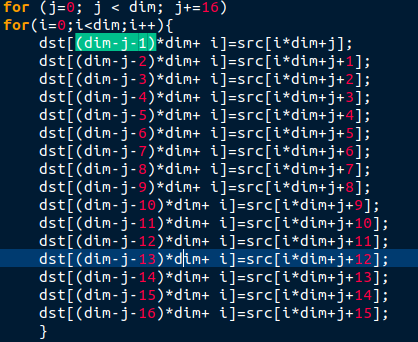 for (j=0; j < dim; j+=16)
for(i=0;i<dim;i++){
dst[(dim-j-1)*dim+ i]=src[i*dim+j];
dst[(dim-j-2)*dim+ i]=src[i*dim+j+1];
dst[(dim-j-3)*dim+ i]=src[i*dim+j+2];
dst[(dim-j-4)*dim+ i]=src[i*dim+j+3];
dst[(dim-j-5)*dim+ i]=src[i*dim+j+4];
dst[(dim-j-6)*dim+ i]=src[i*dim+j+5];
dst[(dim-j-7)*dim+ i]=src[i*dim+j+6];
dst[(dim-j-8)*dim+ i]=src[i*dim+j+7];
dst[(dim-j-9)*dim+ i]=src[i*dim+j+8];
dst[(dim-j-10)*dim+ i]=src[i*dim+j+9];
dst[(dim-j-11)*dim+ i]=src[i*dim+j+10];
dst[(dim-j-12)*dim+ i]=src[i*dim+j+11];
dst[(dim-j-13)*dim+ i]=src[i*dim+j+12];
dst[(dim-j-14)*dim+ i]=src[i*dim+j+13];
dst[(dim-j-15)*dim+ i]=src[i*dim+j+14];
dst[(dim-j-16)*dim+ i]=src[i*dim+j+15];
}